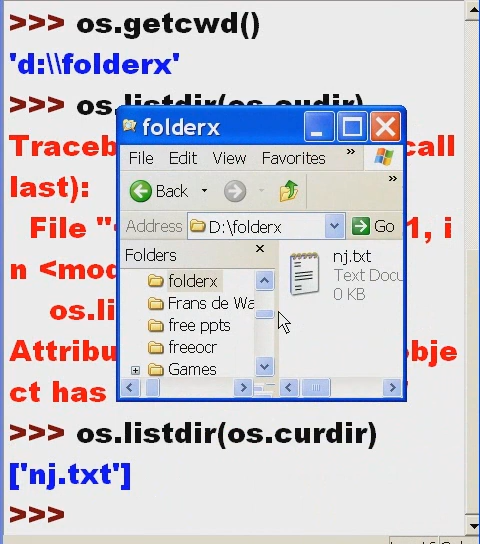 >>> os.getcwd()
'd:\\folderx'
>>> os.listdir(os.cudir)
folderx
Traceb call
File Edit View Favorites »
last):
Back »
File " 1, i
Address D:\folderx Go
n <mod
Folders
nj.txt
Text Docu
0 KB
folderx
os.li
Frans de Wa
free ppts
Attribu obje
freeocr
Games
ct has '
>>> os.listdir(os.curdir)
['nj.txt']
>>>